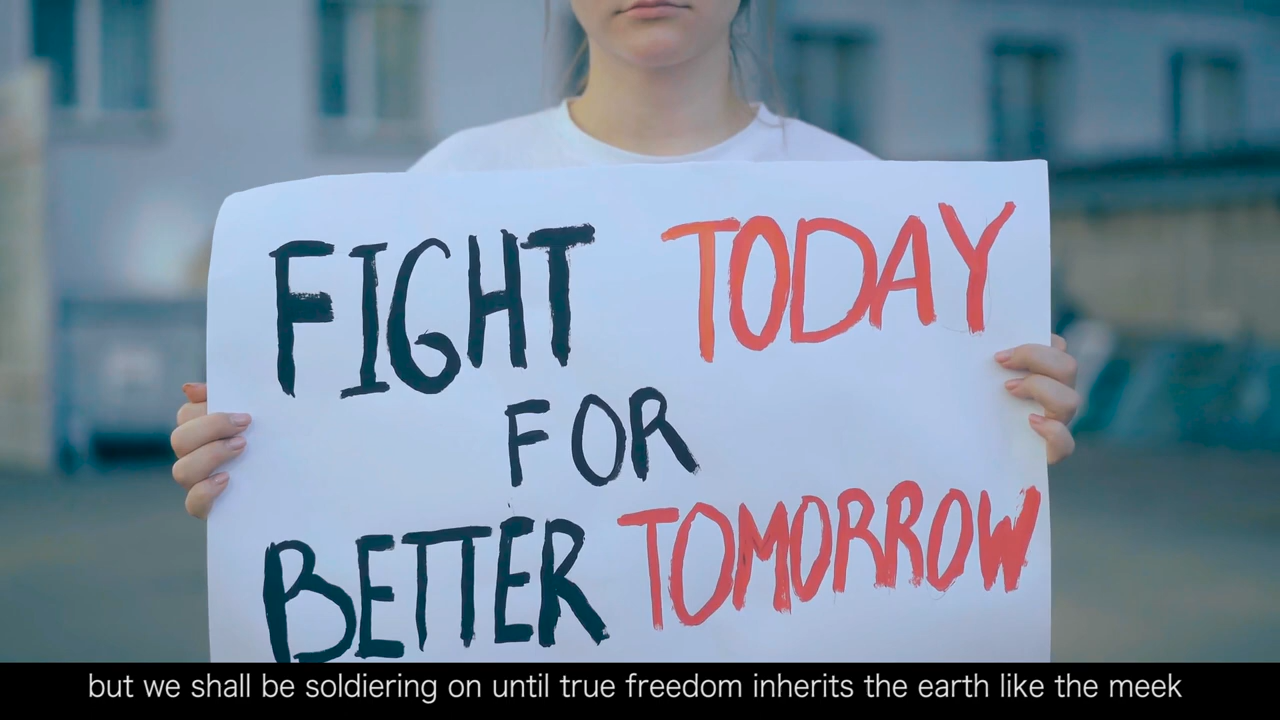 FIGHT TODAY
FOR
BETTER TOMORROW
but we shall be soldiering on until true freedom inherits the earth like the meek